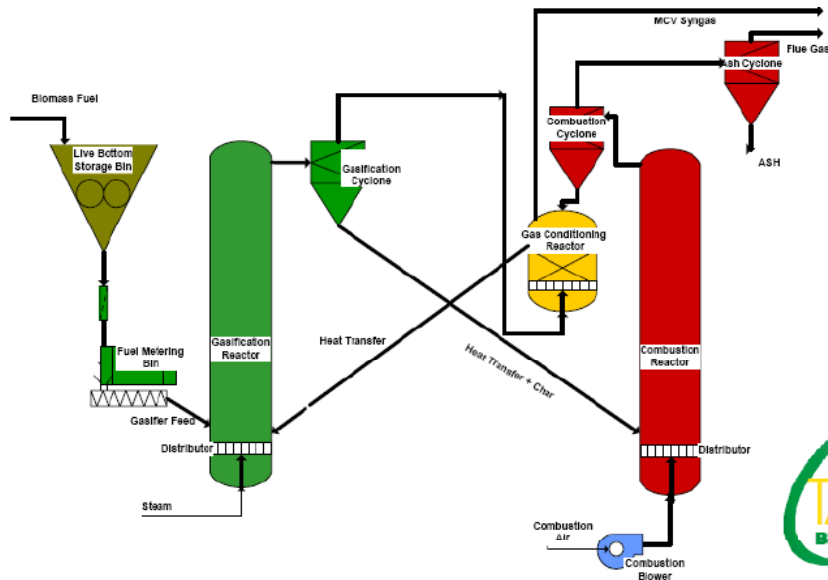 MCV Syngas
Flue Gas
Ash Cyclone
Biomass Fuel
Combustion
Cyclone
Live Bottom
Storage Bin
ASH
Gasification
Cyclone
Gas Conditioning
Reactor
Gasification
Reactor
Heat Transfer
Fuel Metering
Bin
Heat Transfer + Char
Combustion
Reactor
Gasifier Feed
Distributor
Distributor
Steam
Combustion
Air
Combustion
Blower